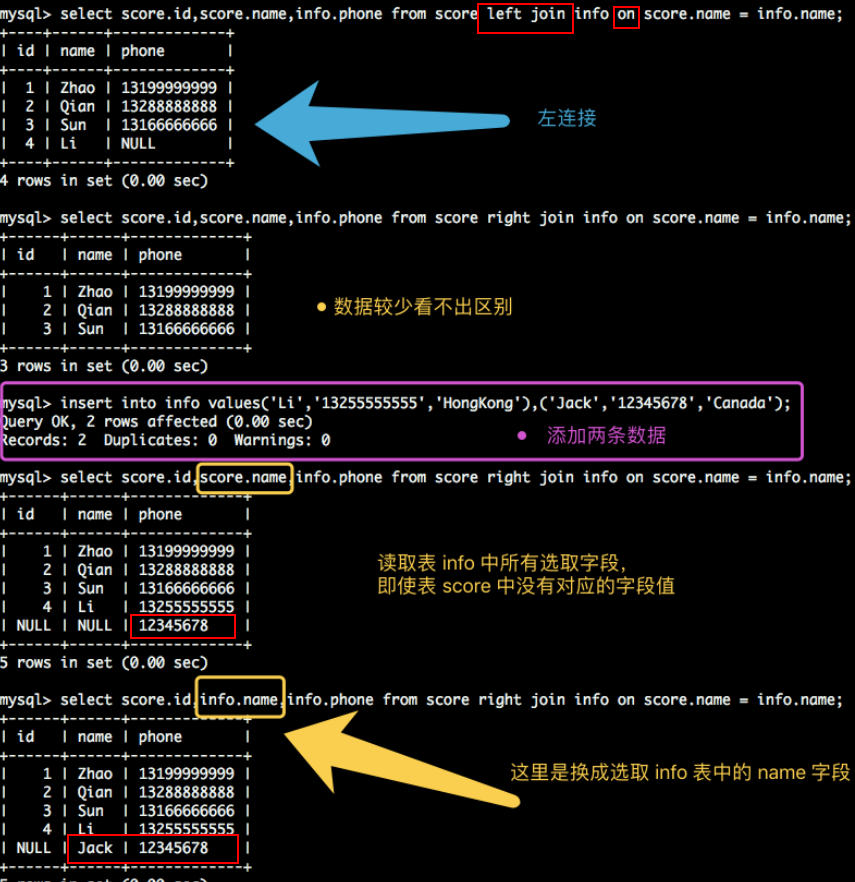 mysql> select score.id,score.name,info.phone from score left join info on score.name = info.name;
+----+------+-------------+
| id | name | phone       |
+----+------+-------------+
|  1 | Zhao | 13199999999 |
|  2 | Qian | 13288888888 |
|  3 | Sun  | 13166666666 |
|  4 | Li   | NULL        |
+----+------+-------------+
左连接
4 rows in set (0.00 sec)
mysql> select score.id,score.name,info.phone from score right join info on score.name = info.name;
+------+------+-------------+
| id   | name | phone       |
+------+------+-------------+
|    1 | Zhao | 13199999999 |
|    2 | Qian | 13288888888 |
|    3 | Sun  | 13166666666 |
+------+------+-------------+
数据较少看不出区别
3 rows in set (0.00 sec)
mysql> insert into info values('Li','13255555555','HongKong'),('Jack','12345678','Canada');
Query OK, 2 rows affected (0.00 sec)
Records: 2  Duplicates: 0  Warnings: 0
添加两条数据
mysql> select score.id,score.name,info.phone from score right join info on score.name = info.name;
+------+------+-------------+
| id   | name | phone       |
+------+------+-------------+
|    1 | Zhao | 13199999999 |
|    2 | Qian | 13288888888 |
|    3 | Sun  | 13166666666 |
|    4 | Li   | 13255555555 |
| NULL | NULL | 12345678    |
+------+------+-------------+
读取表 info 中所有选取字段,
即使表 score 中没有对应的字段值
5 rows in set (0.00 sec)
mysql> select score.id,info.name,info.phone from score right join info on score.name = info.name;
+------+------+-------------+
| id   | name | phone       |
+------+------+-------------+
|    1 | Zhao | 13199999999 |
|    2 | Qian | 13288888888 |
|    3 | Sun  | 13166666666 |
|    4 | Li   | 13255555555 |
| NULL | Jack | 12345678    |
+------+------+-------------+
这里是换成选取 info 表中的 name 字段